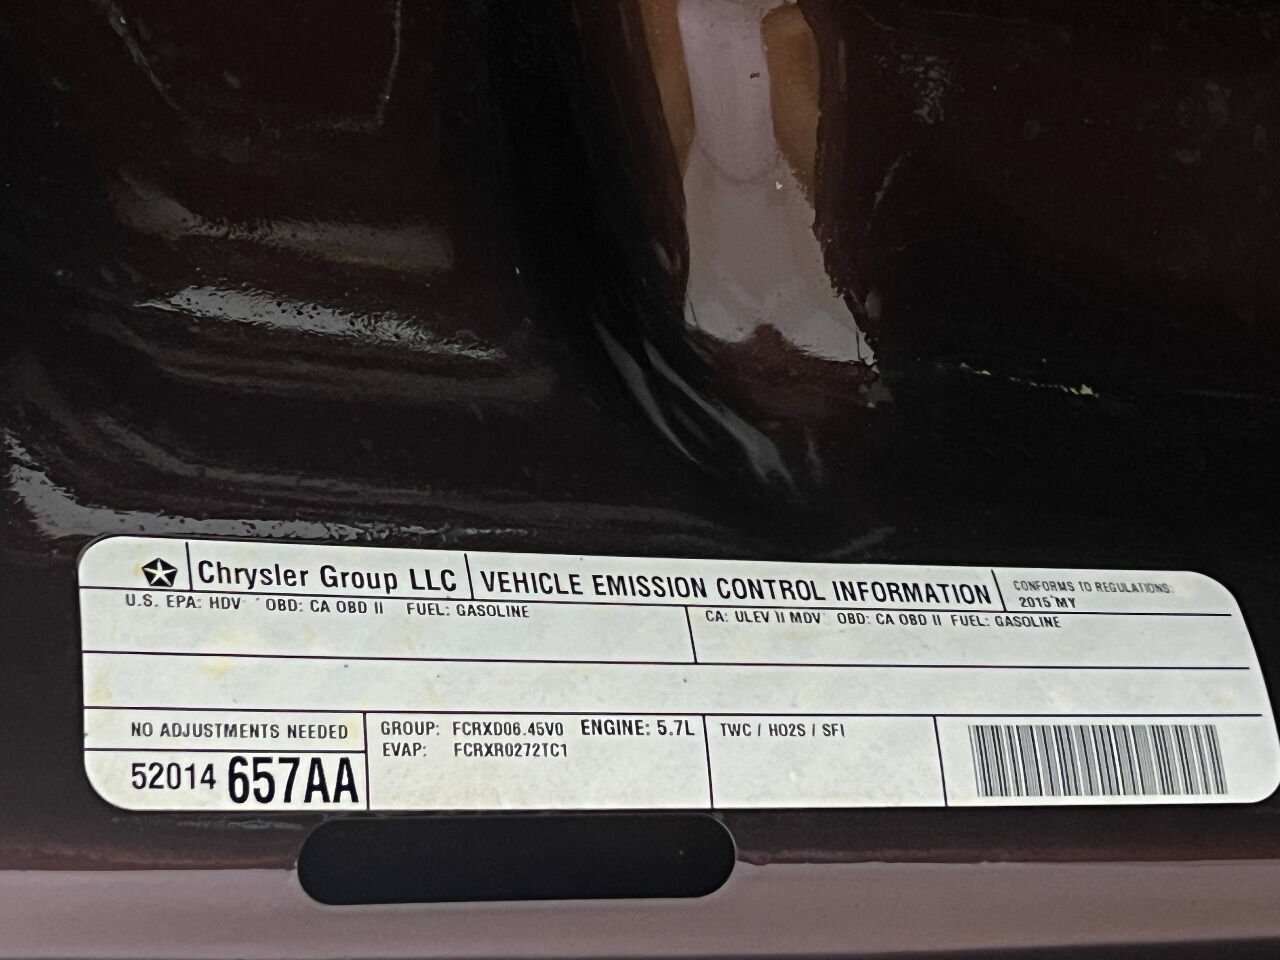 Chrysler Group LLC VEHICLE EMISSION CONTROL INFORMATION CONFORMS TO REGULATIONS:
2015 MY
U.S. EPA: HDV OBD: CA OBD II FUEL: GASOLINE
CA: ULEV II MDV OBD: CA OBD II FUEL: GASOLINE
NO ADJUSTMENTS NEEDED
52014 657AA
GROUP: FCRXD06.45V0 ENGINE: 5.7L
EVAP: FCRXR0272TC1
TWC / HO2S / SFI